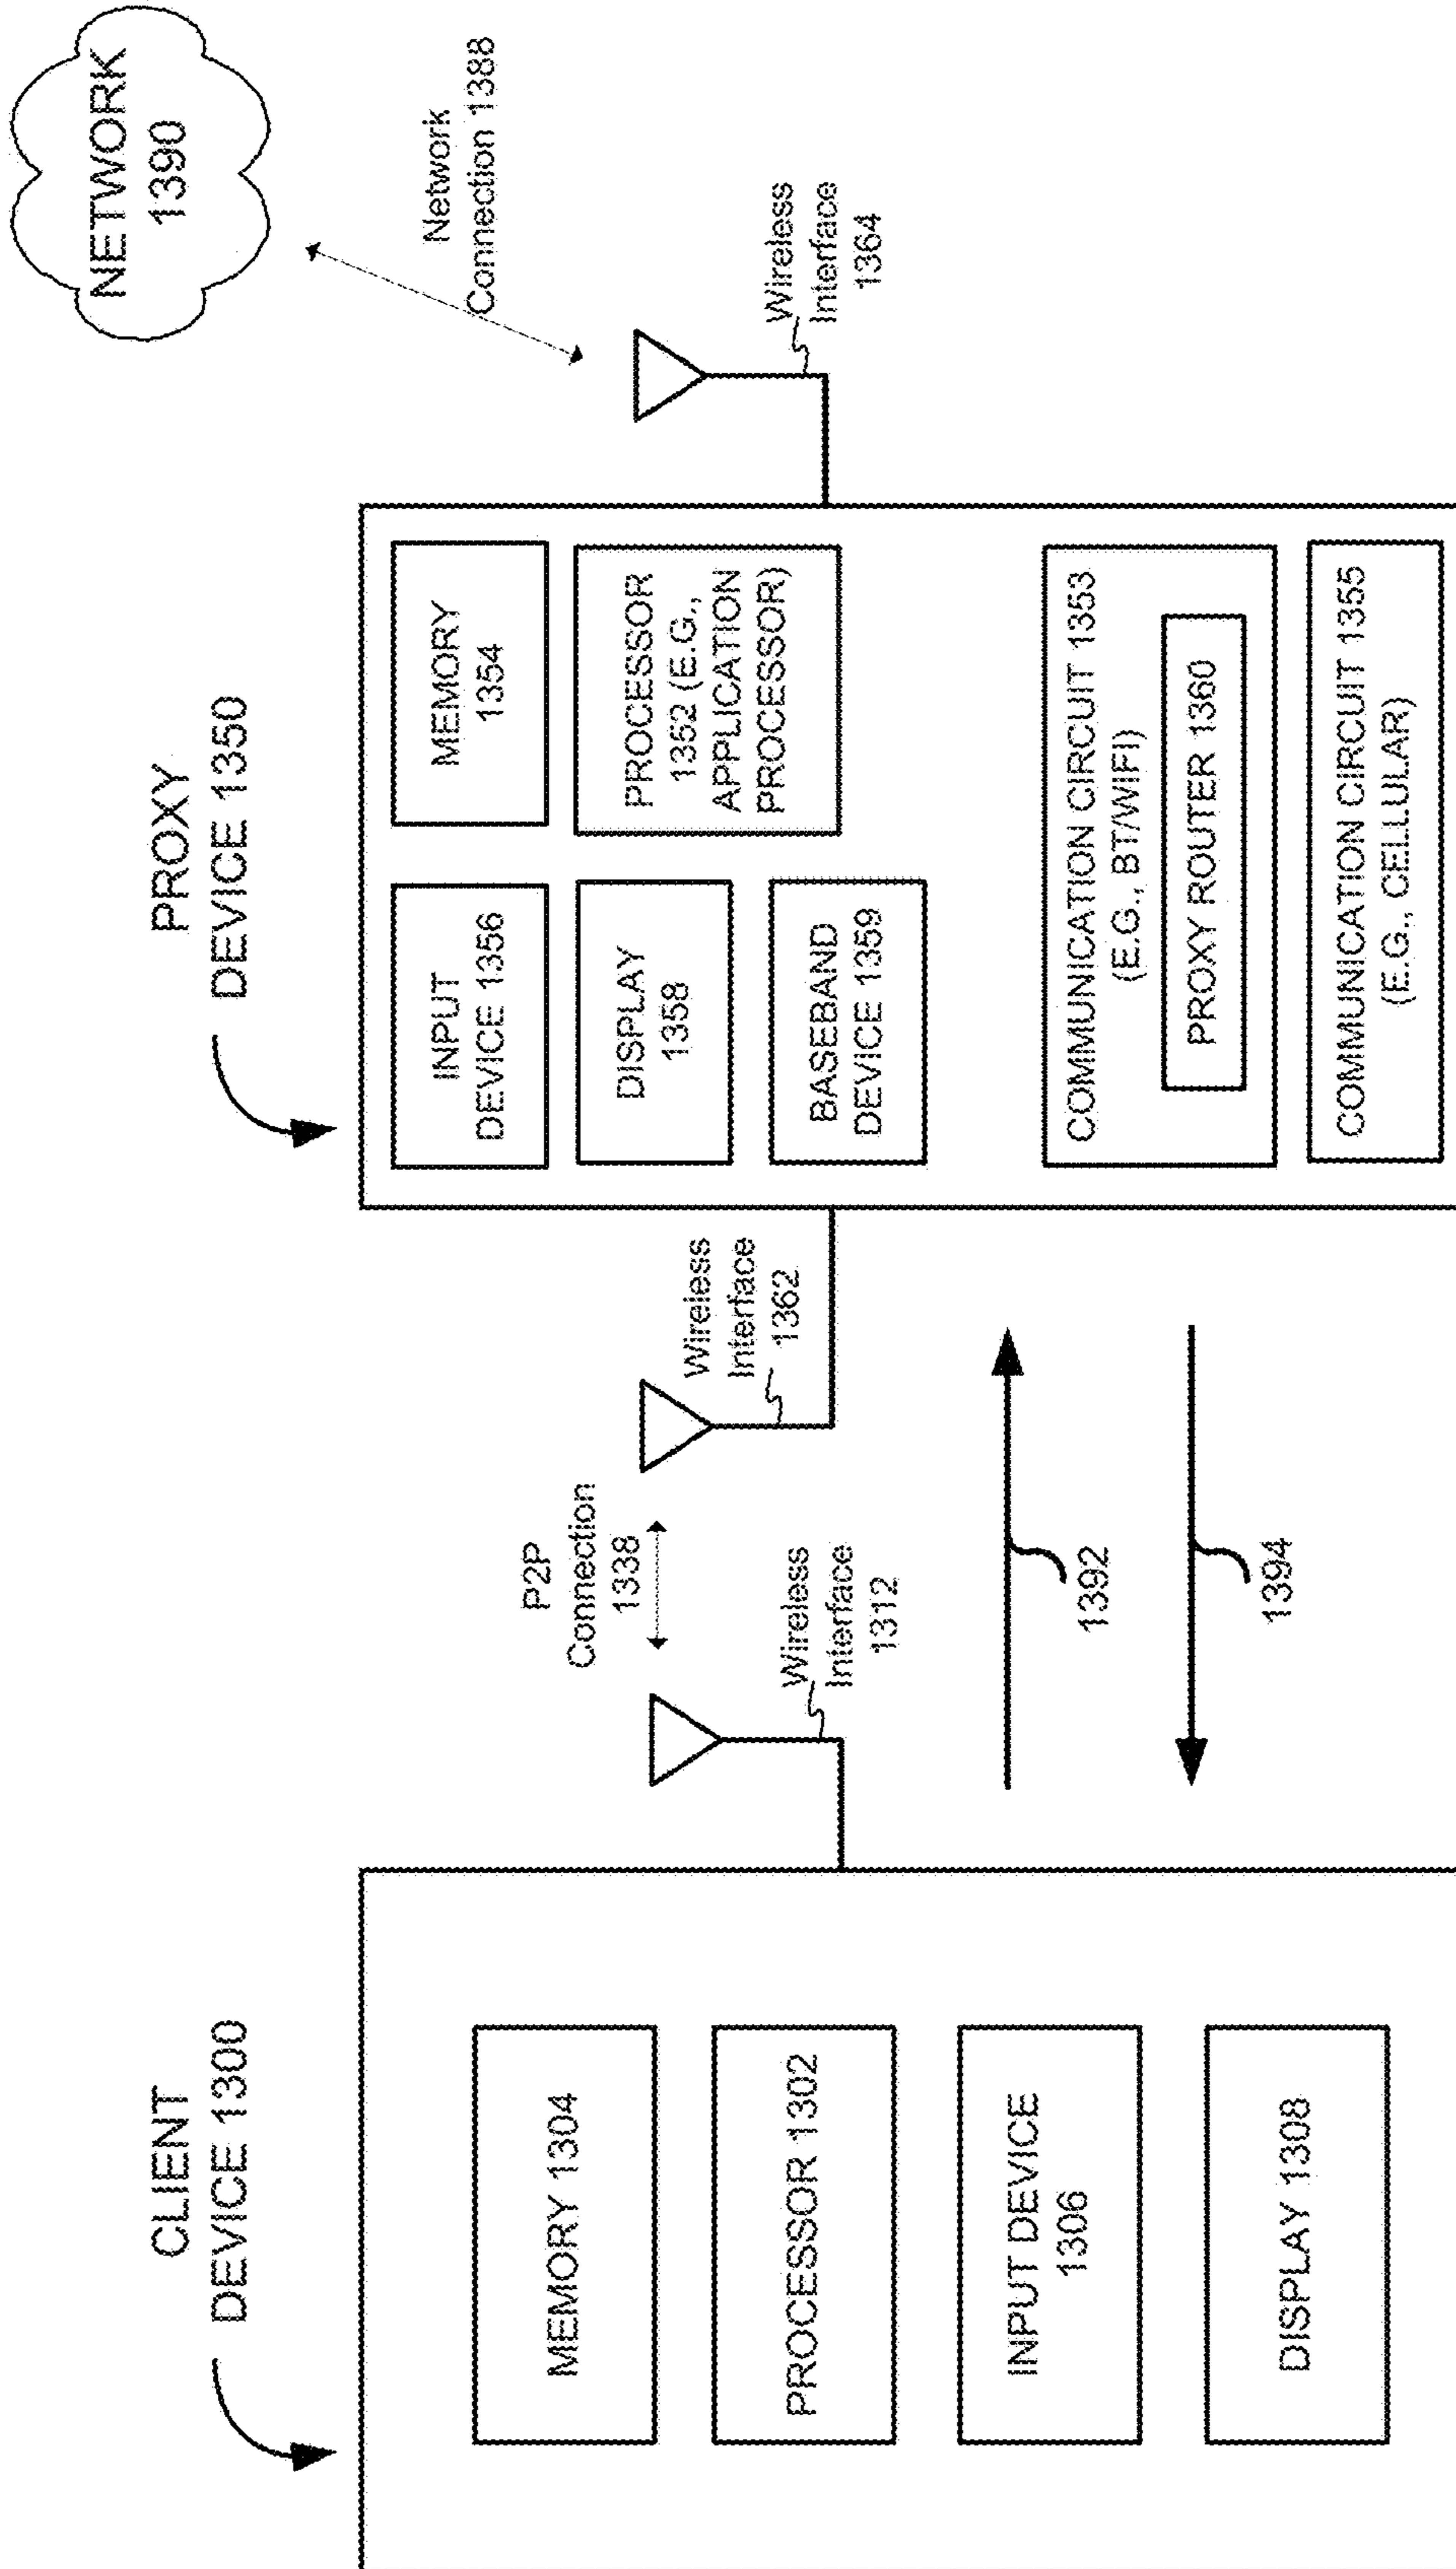 CLIENT
DEVICE 1300
MEMORY 1304
PROCESSOR 1302
INPUT DEVICE
1306
DISPLAY 1308
P2P
Connection
1338
Wireless
Interface
1312
Wireless
Interface
1362
1392
1394
PROXY
DEVICE 1350
INPUT
DEVICE 1356
MEMORY
1354
DISPLAY
1358
PROCESSOR
1352 (E.G.,
APPLICATION
PROCESSOR)
BASEBAND
DEVICE 1359
COMMUNICATION CIRCUIT 1353
(E.G., BT/WIFI)
PROXY ROUTER 1360
COMMUNICATION CIRCUIT 1355
(E.G., CELLULAR)
NETWORK
1390
Network
Connection 1388
Wireless
Interface
1364